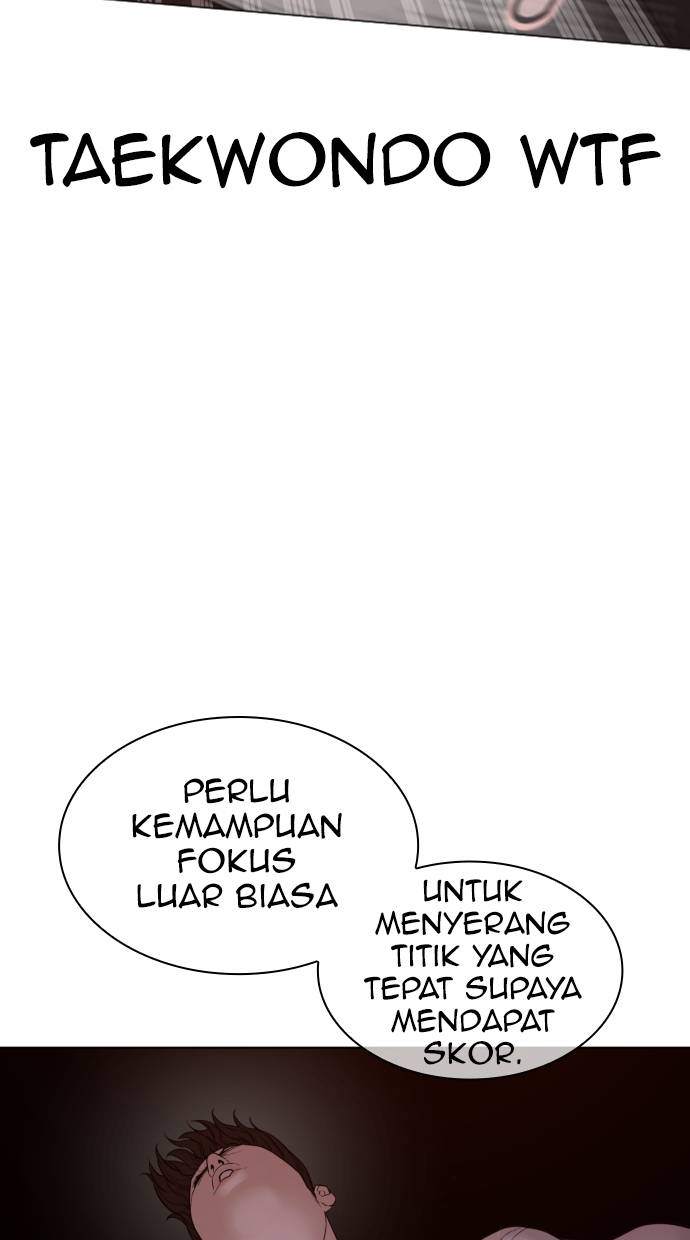 TAEKWONDO WTF
PERLU
KEMAMPUAN
FOKUS
LUAR BIASA
UNTUK
MENYERANG
TITIK YANG
TEPAT SUPAYA
MENDAPAT
SKOR.